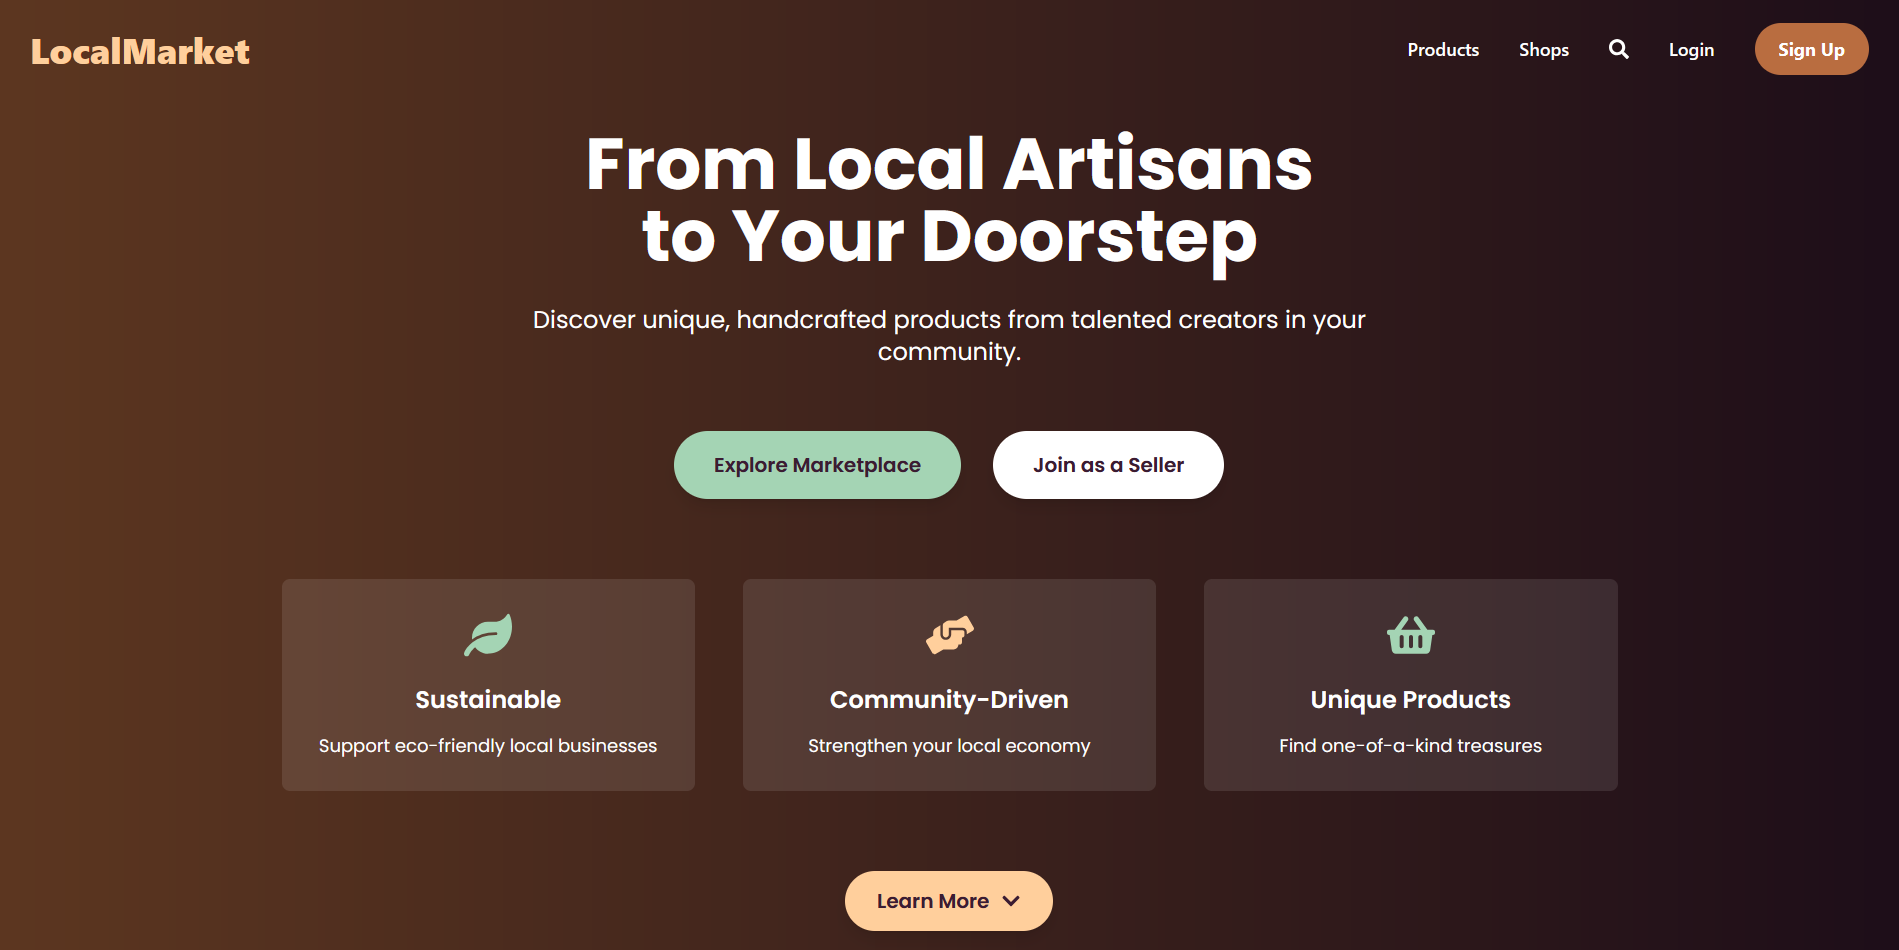 LocalMarket
Products
Shops
Login
Sign Up
From Local Artisans
to Your Doorstep
Discover unique, handcrafted products from talented creators in your
community.
Explore Marketplace
Join as a Seller
Sustainable
Support eco-friendly local businesses
Community-Driven
Strengthen your local economy
Unique Products
Find one-of-a-kind treasures
Learn More